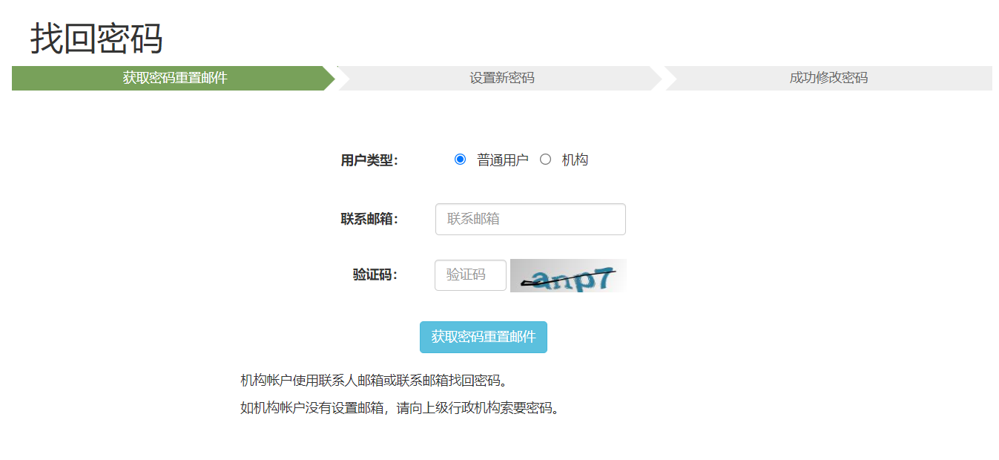 找回密码
获取密码重置邮件 设置新密码 成功修改密码
用户类型： 普通用户 机构
联系邮箱： 联系邮箱
验证码： 验证码 anp7
获取密码重置邮件
机构帐户使用联系人邮箱或联系邮箱找回密码。
如机构帐户没有设置邮箱，请向上级行政机构索要密码。